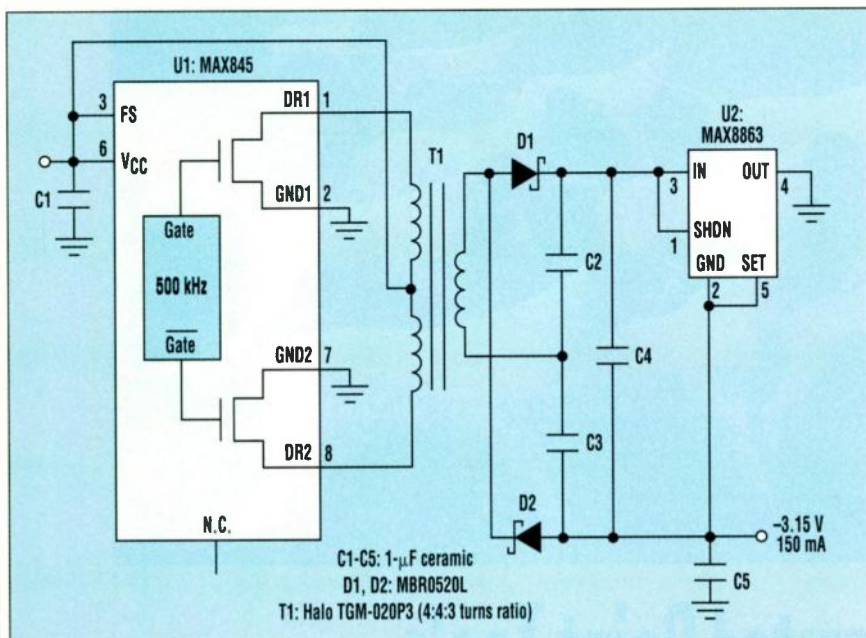 U1: MAX845
3
FS
6
VCC
C1
DR1
1
GND1
2
Gate
500 kHz
Gate
GND2
7
DR2
8
N.C.
T1
D1
C2
C4
C3
D2
U2:
MAX8863
IN
OUT
3
4
SHDN
1
GND
SET
2
5
–3.15 V
150 mA
C5
C1-C5: 1-μF ceramic
D1, D2: MBR0520L
T1: Halo TGM-020P3 (4:4:3 turns ratio)